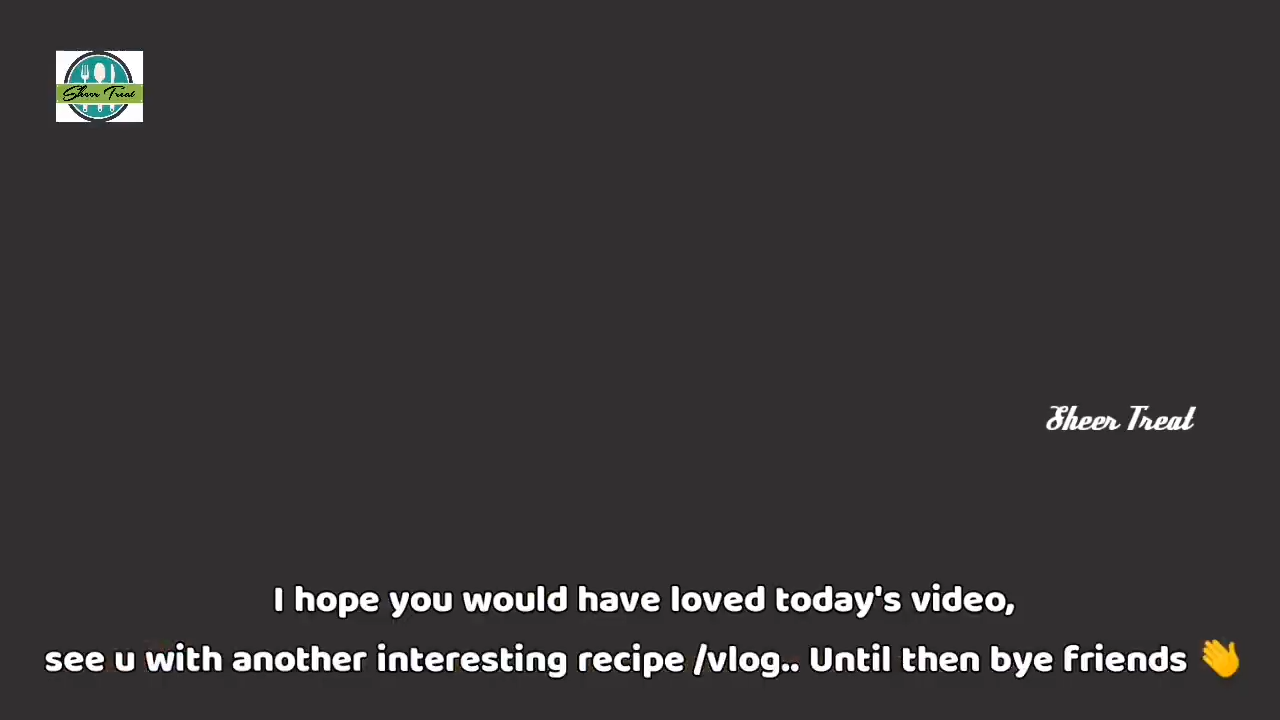 Sheer Treat
Sheer Treat
I hope you would have loved today's video,
see u with another interesting recipe /vlog.. Until then bye friends 👋